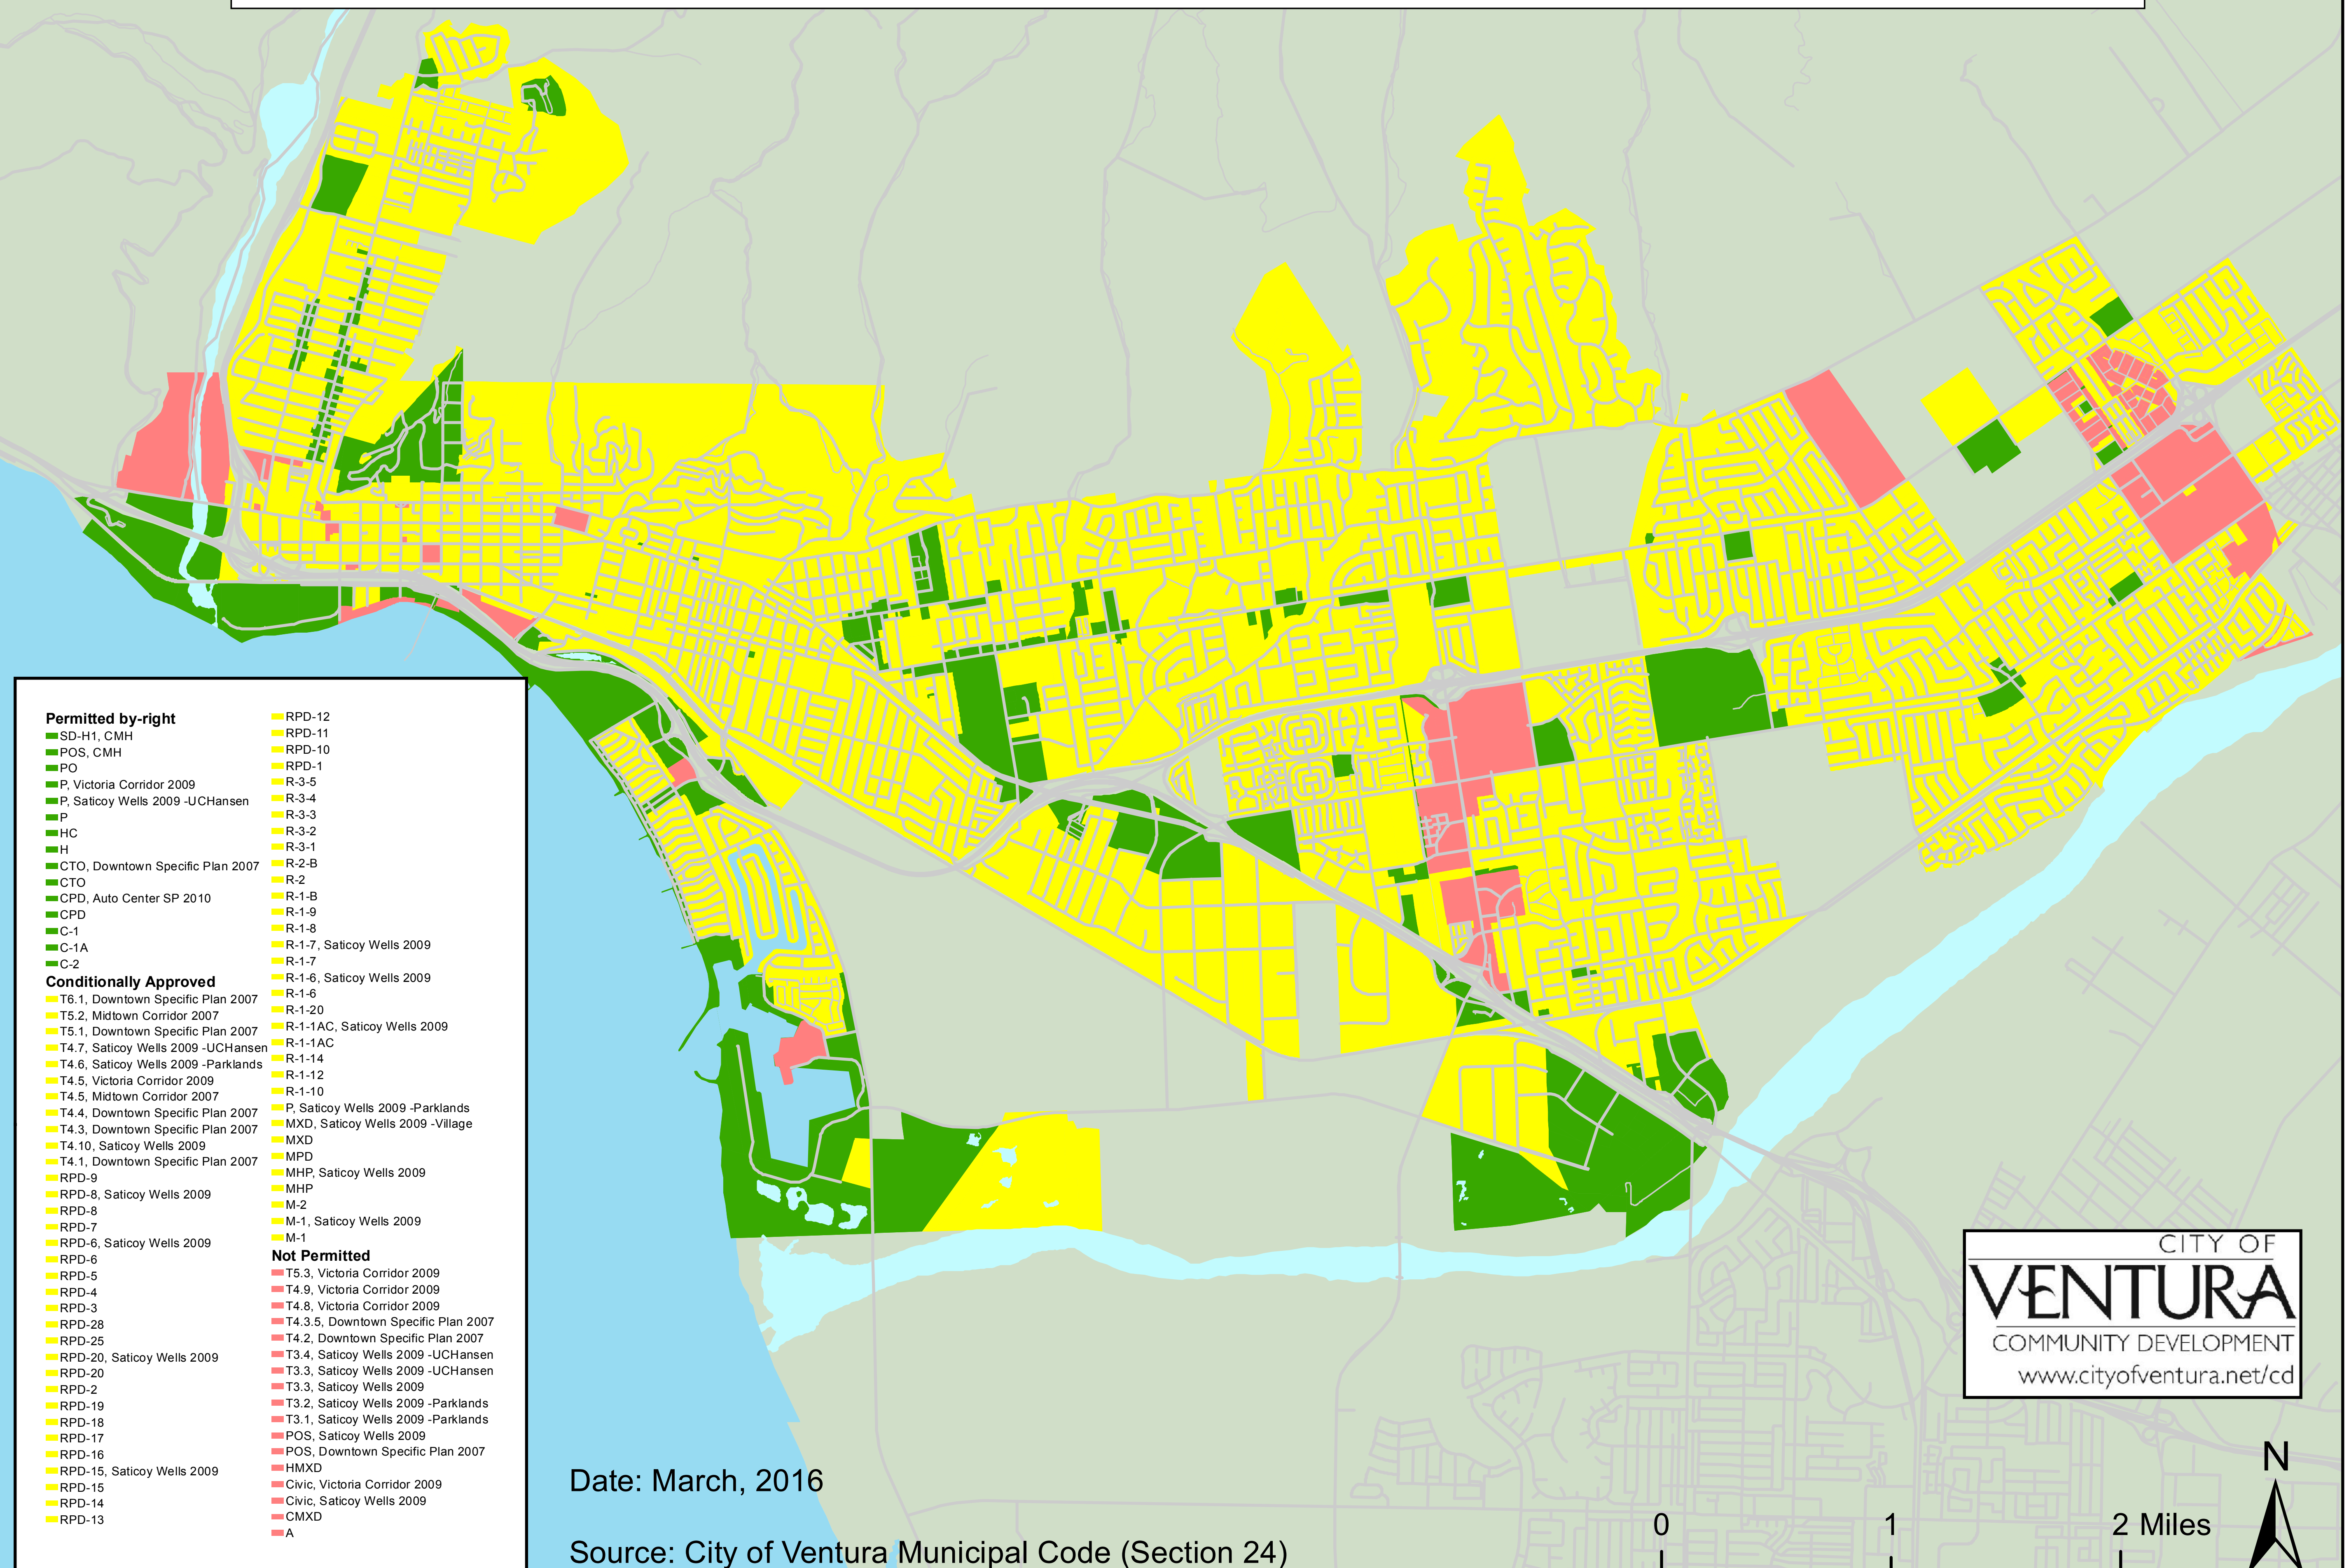 Permitted by-right
SD-H1, CMH
POS, CMH
PO
P, Victoria Corridor 2009
P, Saticoy Wells 2009 -UCHansen
P
HC
H
CTO, Downtown Specific Plan 2007
CTO
CPD, Auto Center SP 2010
CPD
C-1
C-1A
C-2
Conditionally Approved
T6.1, Downtown Specific Plan 2007
T5.2, Midtown Corridor 2007
T5.1, Downtown Specific Plan 2007
T4.7, Saticoy Wells 2009 -UCHansen
T4.6, Saticoy Wells 2009 -Parklands
T4.5, Victoria Corridor 2009
T4.5, Midtown Corridor 2007
T4.4, Downtown Specific Plan 2007
T4.3, Downtown Specific Plan 2007
T4.10, Saticoy Wells 2009
T4.1, Downtown Specific Plan 2007
RPD-9
RPD-8, Saticoy Wells 2009
RPD-8
RPD-7
RPD-6, Saticoy Wells 2009
RPD-6
RPD-5
RPD-4
RPD-3
RPD-28
RPD-25
RPD-20, Saticoy Wells 2009
RPD-20
RPD-2
RPD-19
RPD-18
RPD-17
RPD-16
RPD-15, Saticoy Wells 2009
RPD-15
RPD-14
RPD-13
RPD-12
RPD-11
RPD-10
RPD-1
R-3-5
R-3-4
R-3-3
R-3-2
R-3-1
R-2-B
R-2
R-1-B
R-1-9
R-1-8
R-1-7, Saticoy Wells 2009
R-1-7
R-1-6, Saticoy Wells 2009
R-1-6
R-1-20
R-1-1AC, Saticoy Wells 2009
R-1-1AC
R-1-14
R-1-12
R-1-10
P, Saticoy Wells 2009 -Parklands
MXD, Saticoy Wells 2009 -Village
MXD
MPD
MHP, Saticoy Wells 2009
MHP
M-2
M-1, Saticoy Wells 2009
M-1
Not Permitted
T5.3, Victoria Corridor 2009
T4.9, Victoria Corridor 2009
T4.8, Victoria Corridor 2009
T4.3.5, Downtown Specific Plan 2007
T4.2, Downtown Specific Plan 2007
T3.4, Saticoy Wells 2009 -UCHansen
T3.3, Saticoy Wells 2009 -UCHansen
T3.3, Saticoy Wells 2009
T3.2, Saticoy Wells 2009 -Parklands
T3.1, Saticoy Wells 2009 -Parklands
POS, Saticoy Wells 2009
POS, Downtown Specific Plan 2007
HMXD
Civic, Victoria Corridor 2009
Civic, Saticoy Wells 2009
CMXD
A
Date: March, 2016
Source: City of Ventura Municipal Code (Section 24)
CITY OF
VENTURA
COMMUNITY DEVELOPMENT
www.cityofventura.net/cd
N
0 1 2 Miles